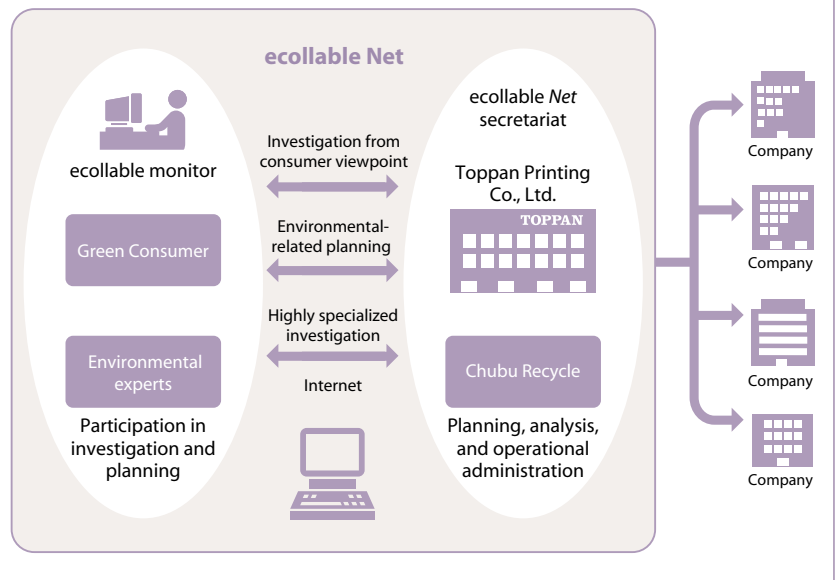 ecollable Net
ecollable monitor
Green Consumer
Environmental
experts
Participation in
investigation and
planning
Investigation from
consumer viewpoint
Environmental-
related planning
Highly specialized
investigation
Internet
ecollable Net
secretariat
Toppan Printing
Co., Ltd.
TOPPAN
Chubu Recycle
Planning, analysis,
and operational
administration
Company
Company
Company
Company